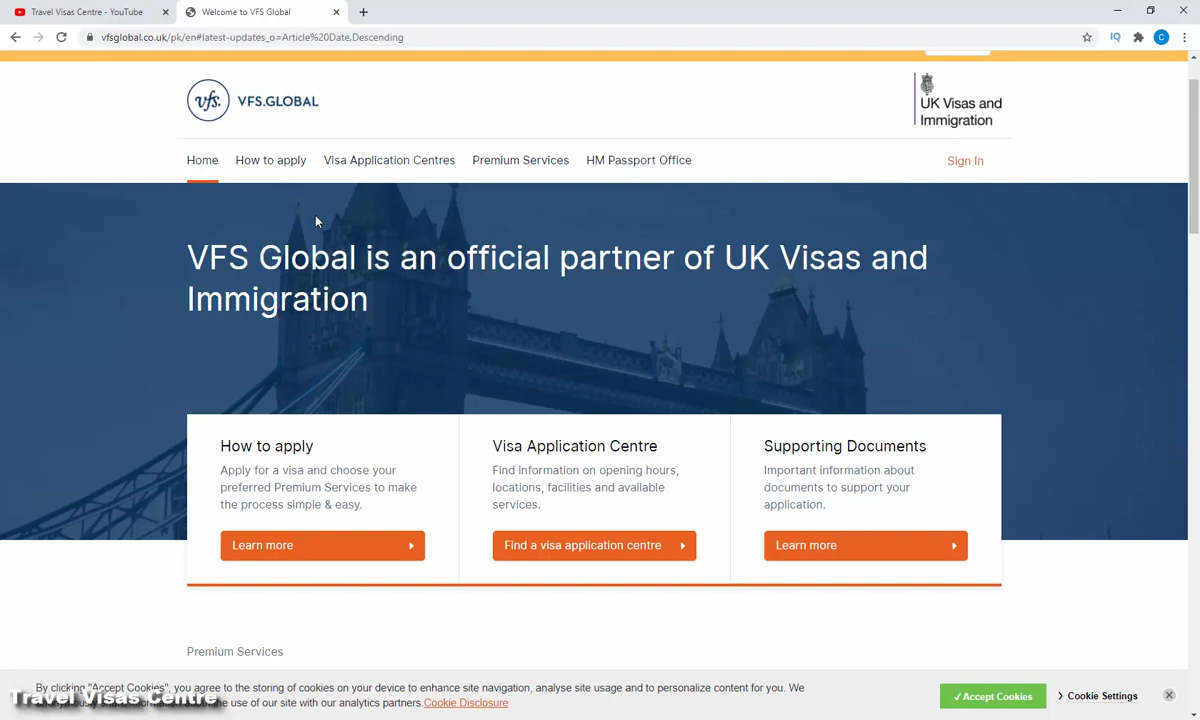 Travel Visas Centre - YouTube
Welcome to VFS Global
vfsglobal.co.uk/pk/en#latest-updates_o=Article%20Date,Descending
IQ
C
vfs.
VFS.GLOBAL
UK Visas and
Immigration
Home
How to apply
Visa Application Centres
Premium Services
HM Passport Office
Sign In
VFS Global is an official partner of UK Visas and
Immigration
How to apply
Apply for a visa and choose your
preferred Premium Services to make
the process simple & easy.
Learn more
Visa Application Centre
Find information on opening hours,
locations, facilities and available
services.
Find a visa application centre
Supporting Documents
Important information about
documents to support your
application.
Learn more
Premium Services
By clicking "Accept Cookies", you agree to the storing of cookies on your device to enhance site navigation, analyse site usage and to personalize content for you. We
the use of our site with our analytics partners. Cookie Disclosure
✓Accept Cookies
Cookie Settings
Travel Visas Centre